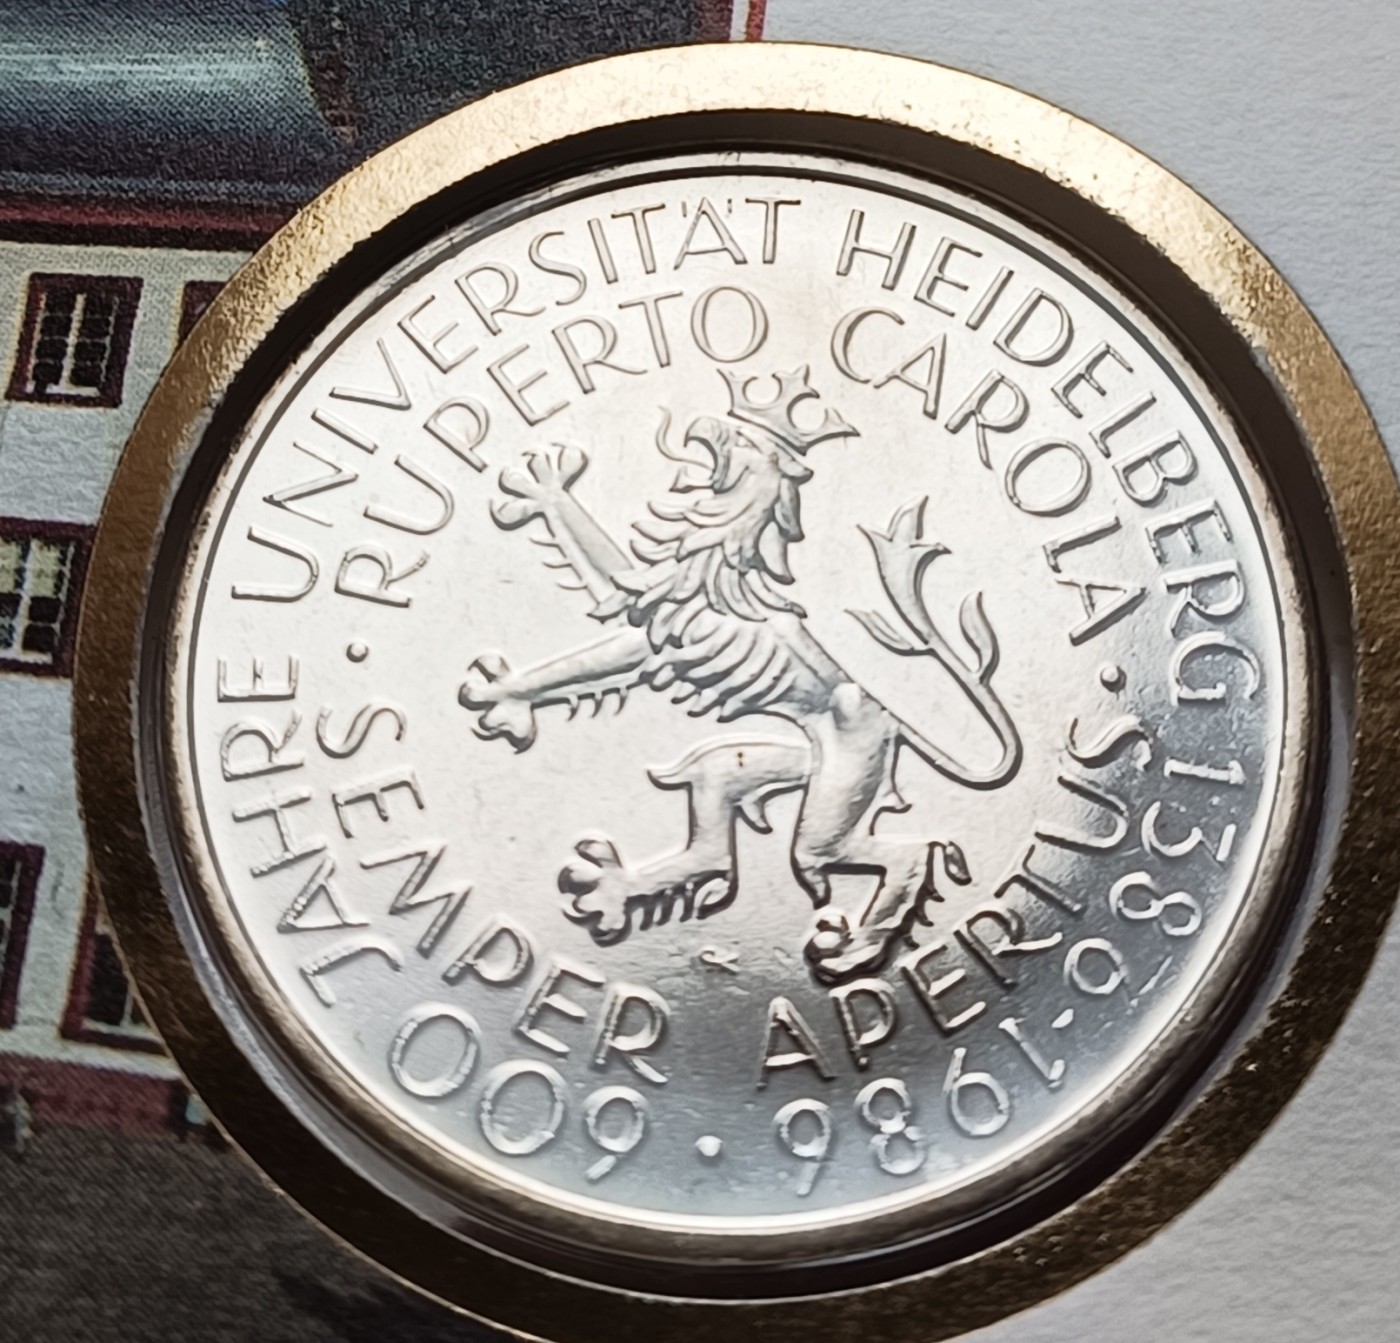 600 JAHRE UNIVERSITÄT HEIDELBERG 1386-1986 ·
SEMPER APERTUS · RUPERTO CAROLA ·